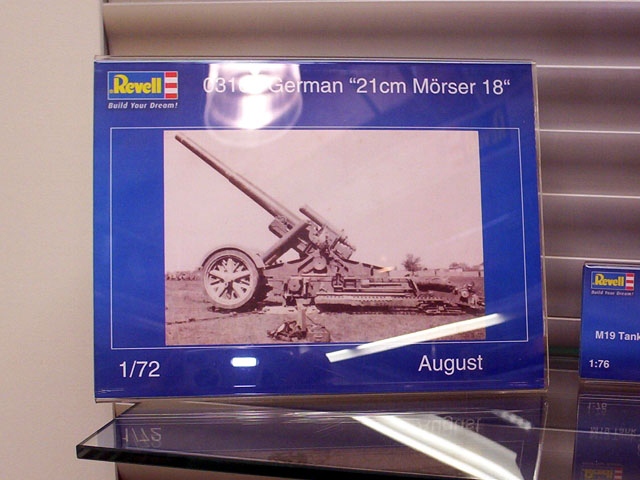 Revell
Build Your Dream!
German “21cm Mörser 18“
1/72
August
Revell
Build Your Dream!
M19 Tank
1:76